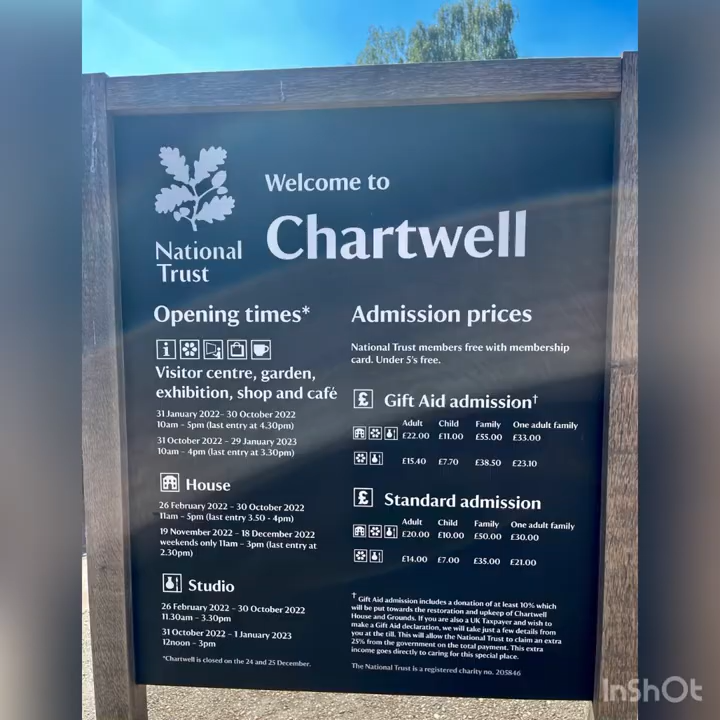 Welcome to
Chartwell
National
Trust
Opening times*
Visitor centre, garden,
exhibition, shop and café
31 January 2022– 30 October 2022
10am – 5pm (last entry at 4.30pm)
31 October 2022 – 29 January 2023
10am – 4pm (last entry at 3.30pm)
House
26 February 2022 – 30 October 2022
11am – 5pm (last entry 3.50 - 4pm)
19 November 2022 – 18 December 2022
weekends only 11am – 3pm (last entry at
2.30pm)
Studio
26 February 2022 – 30 October 2022
11.30am – 3.30pm
31 October 2022 – 1 January 2023
12noon – 3pm
*Chartwell is closed on the 24 and 25 December.
Admission prices
National Trust members free with membership
card. Under 5's free.
£ Gift Aid admission†
Adult Child Family One adult family
£22.00 £11.00 £55.00 £33.00
£15.40 £7.70 £38.50 £23.10
£ Standard admission
Adult Child Family One adult family
£20.00 £10.00 £50.00 £30.00
£14.00 £7.00 £35.00 £21.00
† Gift Aid admission includes a donation of at least 10% which
will be put towards the restoration and upkeep of Chartwell
House and Grounds. If you are also a UK Taxpayer and wish to
make a Gift Aid declaration, we will take just a few details from
you at the till. This will allow the National Trust to claim an extra
25% from the government on the total payment. This extra
income goes directly to caring for this special place.
The National Trust is a registered charity no. 205846
InShOt